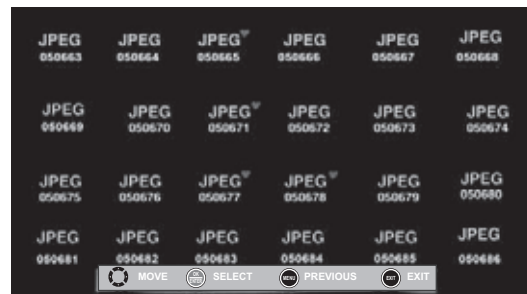 JPEG JPEG JPEG JPEG JPEG JPEG
050663 050664 050665 050666 050667 050668
JPEG JPEG JPEG JPEG JPEG JPEG
050669 050670 050671 050672 050673 050674
JPEG JPEG JPEG JPEG JPEG JPEG
050675 050676 050677 050678 050679 050680
JPEG JPEG JPEG JPEG JPEG JPEG
050681 050682 050683 050684 050685 050686
MOVE OK ENTER SELECT MENU PREVIOUS EXIT EXIT